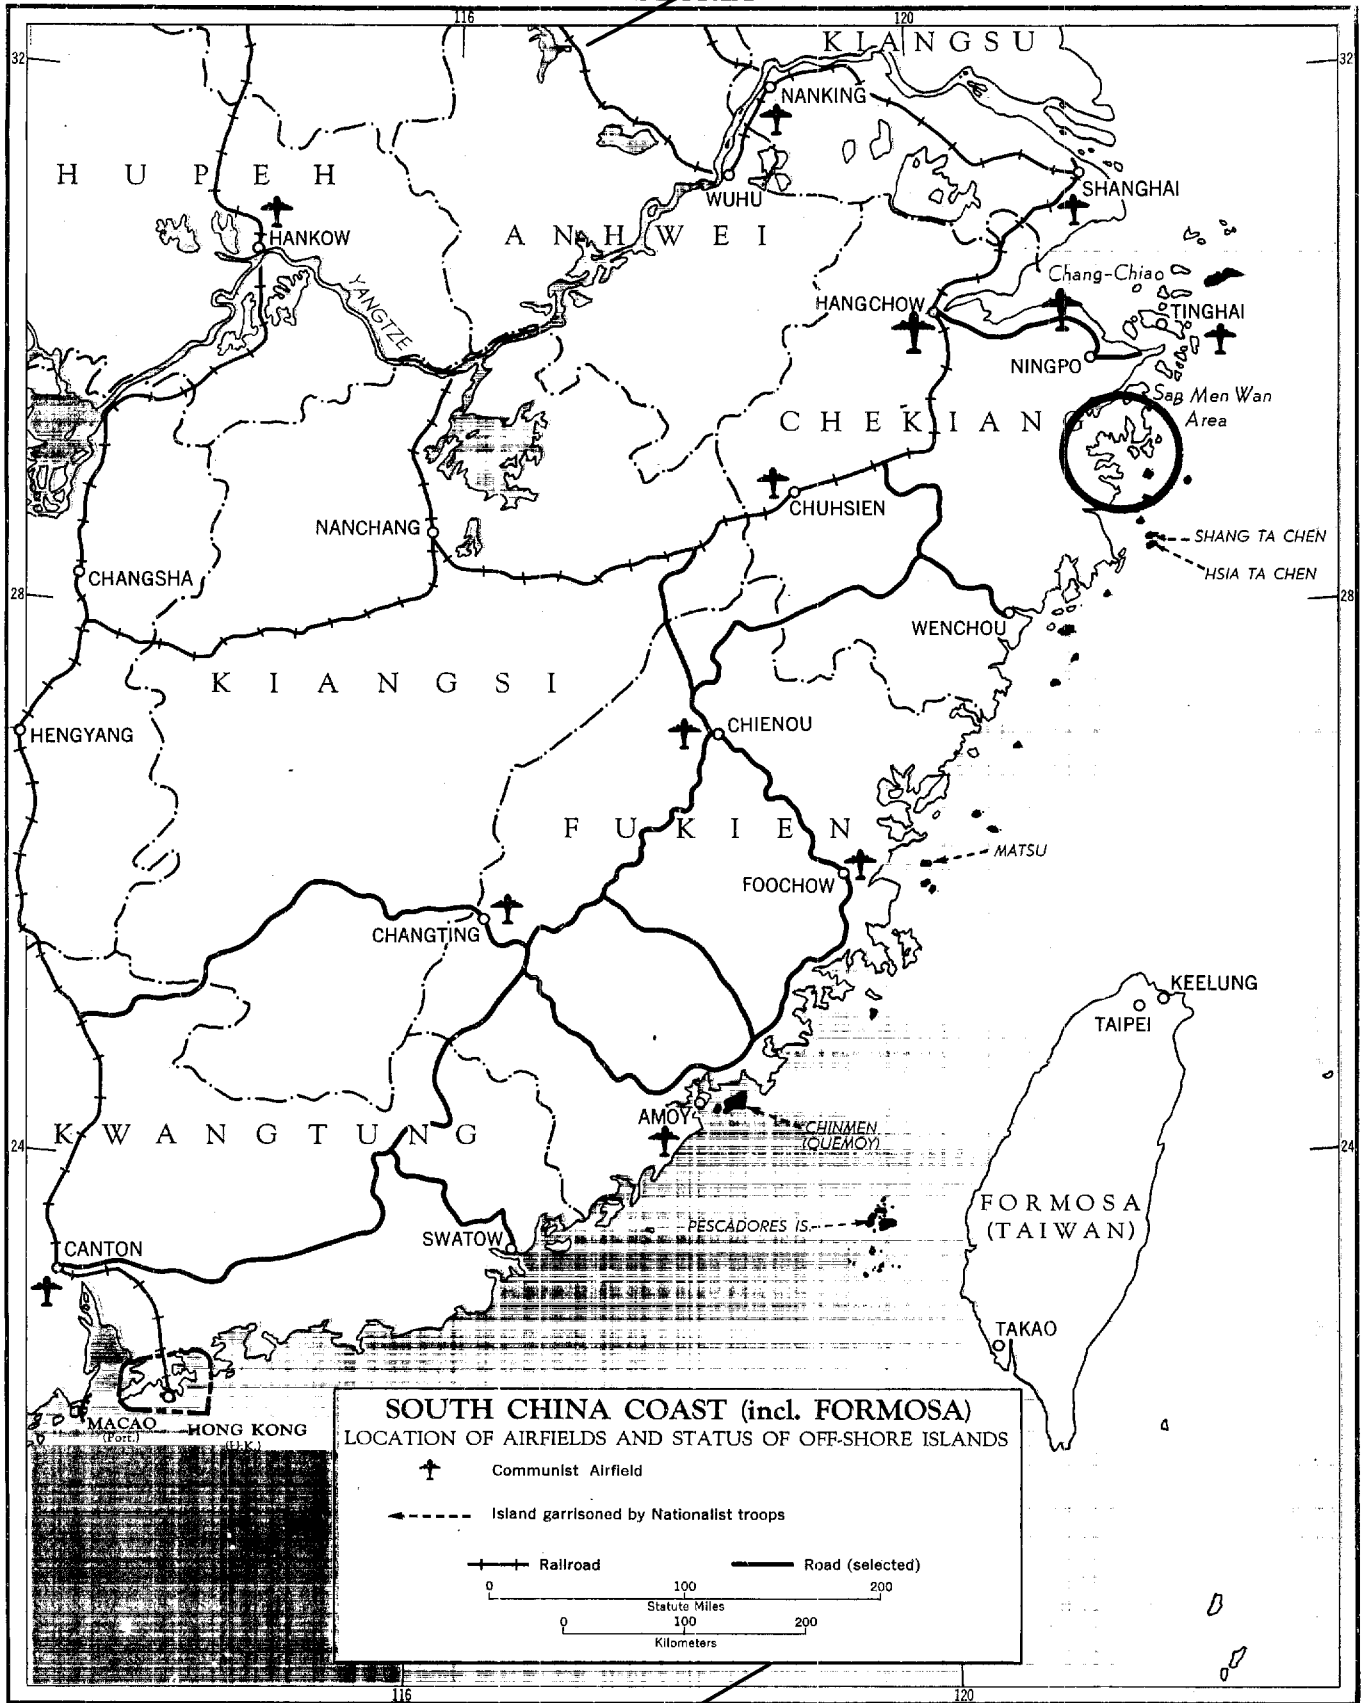 116
120
32
32
KIANGSU
NANKING
HUPEH
WUHU
SHANGHAI
HANKOW
ANHWEI
YANGTZE
Chang-Chiao
HANGCHOW
TINGHAI
NINGPO
San Men Wan
Area
CHEKIANG
CHUHSIEN
NANCHANG
SHANG TA CHEN
HSIA TA CHEN
CHANGSHA
28
28
WENCHOU
KIANGSI
CHIENOU
HENGYANG
FUKIEN
MATSU
FOOCHOW
CHANGTING
KEELUNG
TAIPEI
AMOY
CHINMEN
(QUEMOY)
KWANGTUNG
24
24
FORMOSA
(TAIWAN)
PESCADORES IS.
SWATOW
CANTON
TAKAO
MACAO
(Port.)
HONG KONG
(U.K.)
SOUTH CHINA COAST (incl. FORMOSA)
LOCATION OF AIRFIELDS AND STATUS OF OFF-SHORE ISLANDS
Communist Airfield
Island garrisoned by Nationalist troops
Railroad
Road (selected)
0 100 200
Statute Miles
0 100 200
Kilometers
116
120